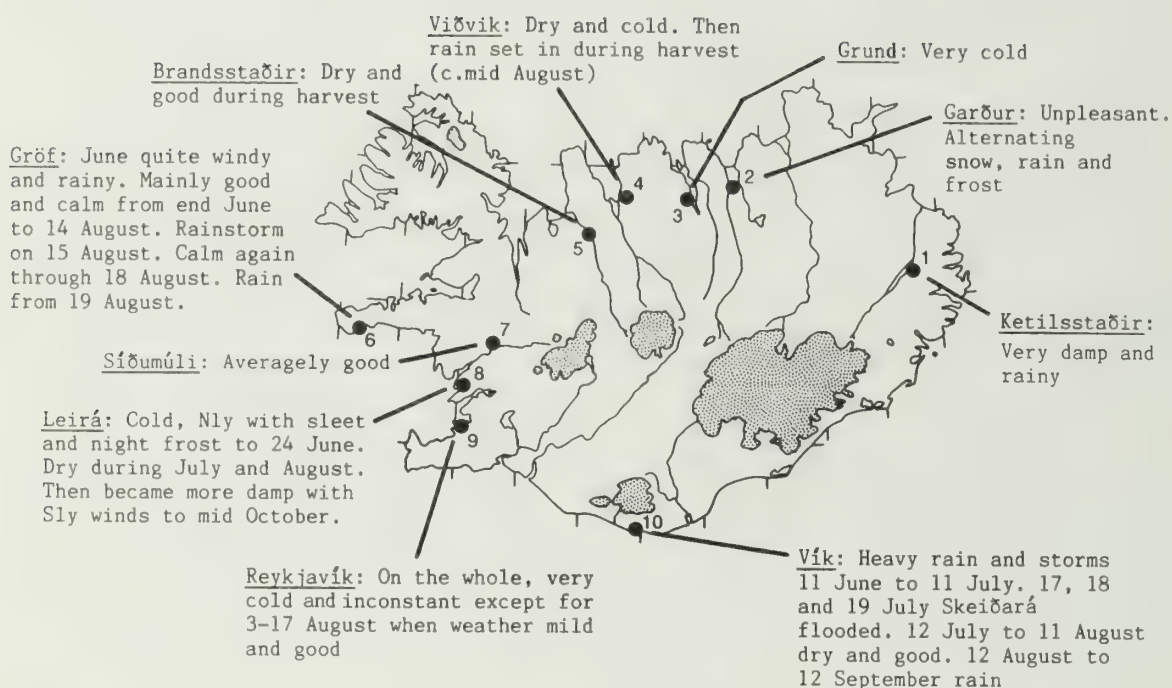 Viðvik: Dry and cold. Then
rain set in during harvest
(c.mid August)
Grund: Very cold
Brandsstaðir: Dry and
good during harvest
Garður: Unpleasant.
Alternating
snow, rain and
frost
Gröf: June quite windy
and rainy. Mainly good
and calm from end June
to 14 August. Rainstorm
on 15 August. Calm again
through 18 August. Rain
from 19 August.
4
2
3
5
1
6
7
Ketilsstaðir:
Very damp and
rainy
Síðumúli: Averagely good
8
Leirá: Cold, Nly with sleet
and night frost to 24 June.
Dry during July and August.
Then became more damp with
Sly winds to mid October.
9
10
Reykjavík: On the whole, very
cold and inconstant except for
3-17 August when weather mild
and good
Vík: Heavy rain and storms
11 June to 11 July. 17, 18
and 19 July Skeiðará
flooded. 12 July to 11 August
dry and good. 12 August to
12 September rain